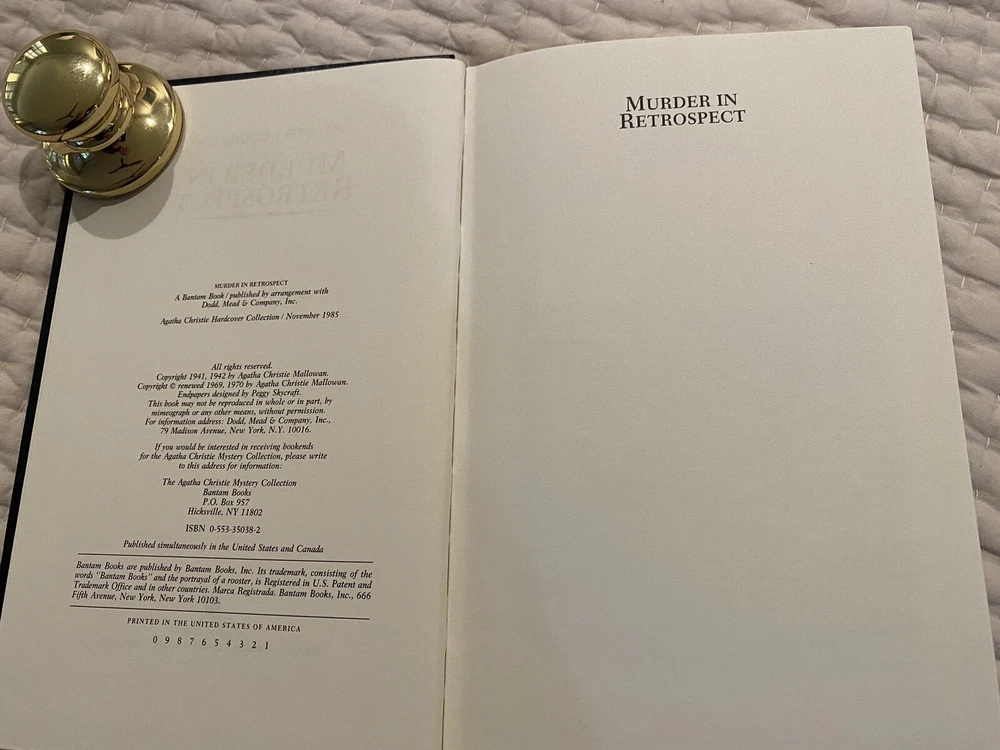 MURDER IN RETROSPECT
A Bantam Book / published by arrangement with
Dodd, Mead & Company, Inc.
Agatha Christie Hardcover Collection / November 1985
All rights reserved.
Copyright 1941, 1942 by Agatha Christie Mallowan.
Copyright © renewed 1969, 1970 by Agatha Christie Mallowan.
Endpapers designed by Peggy Skycraft.
This book may not be reproduced in whole or in part, by
mimeograph or any other means, without permission.
For information address: Dodd, Mead & Company, Inc.,
79 Madison Avenue, New York, N.Y. 10016.
If you would be interested in receiving bookends
for the Agatha Christie Mystery Collection, please write
to this address for information:
The Agatha Christie Mystery Collection
Bantam Books
P.O. Box 957
Hicksville, NY 11802
ISBN 0-553-35038-2
Published simultaneously in the United States and Canada
Bantam Books are published by Bantam Books, Inc. Its trademark, consisting of the
words "Bantam Books" and the portrayal of a rooster, is Registered in U.S. Patent and
Trademark Office and in other countries. Marca Registrada. Bantam Books, Inc., 666
Fifth Avenue, New York, New York 10103.
PRINTED IN THE UNITED STATES OF AMERICA
0 9 8 7 6 5 4 3 2 1
MURDER IN
RETROSPECT